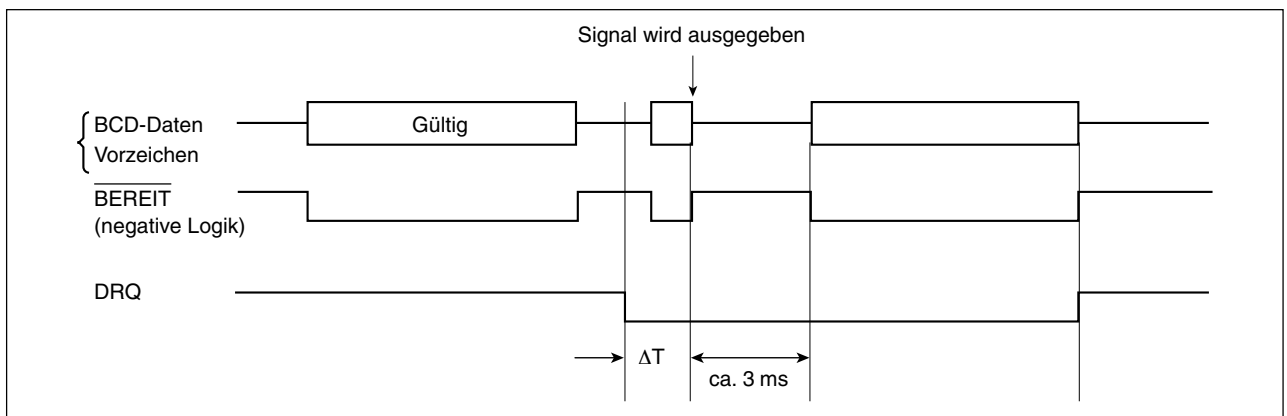 Signal wird ausgegeben
BCD-Daten
Vorzeichen
Gültig
BEREIT
(negative Logik)
DRQ
ΔT
ca. 3 ms